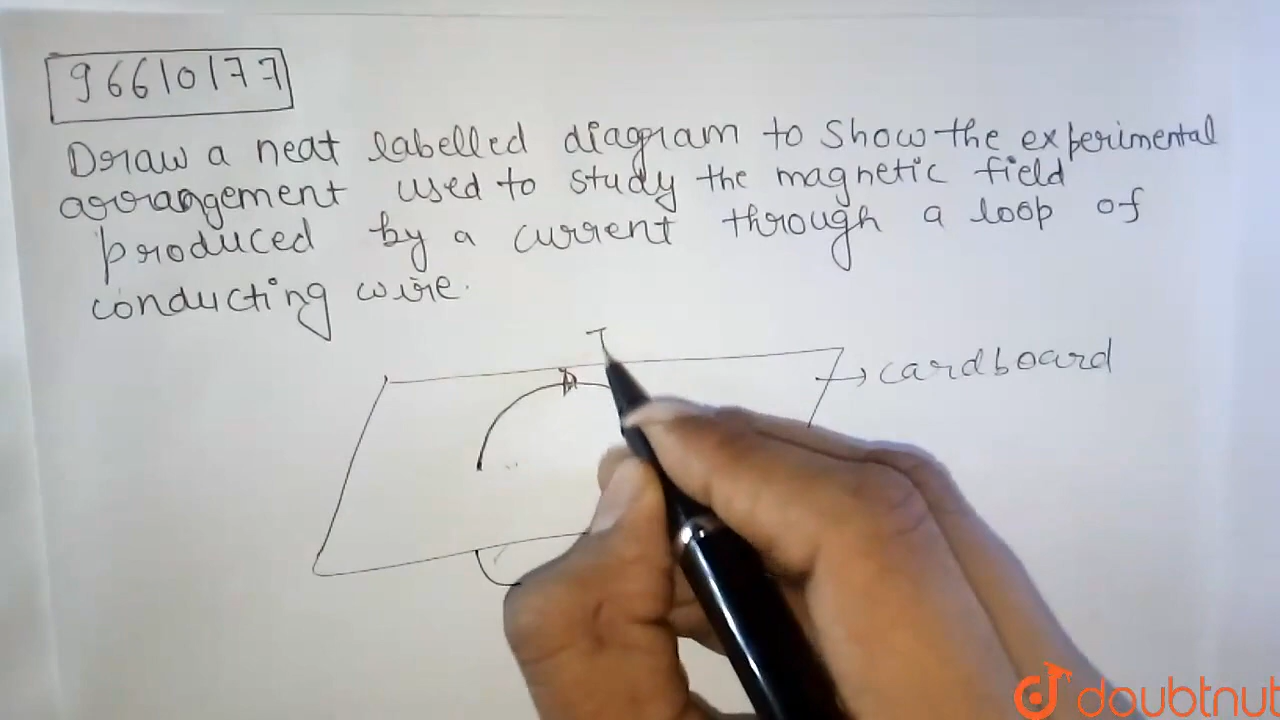 96610177
Draw a neat labelled diagram to show the experimental
arrangement used to study the magnetic field
produced by a current through a loop of
conducting wire.
I
→ cardboard
doubtnut